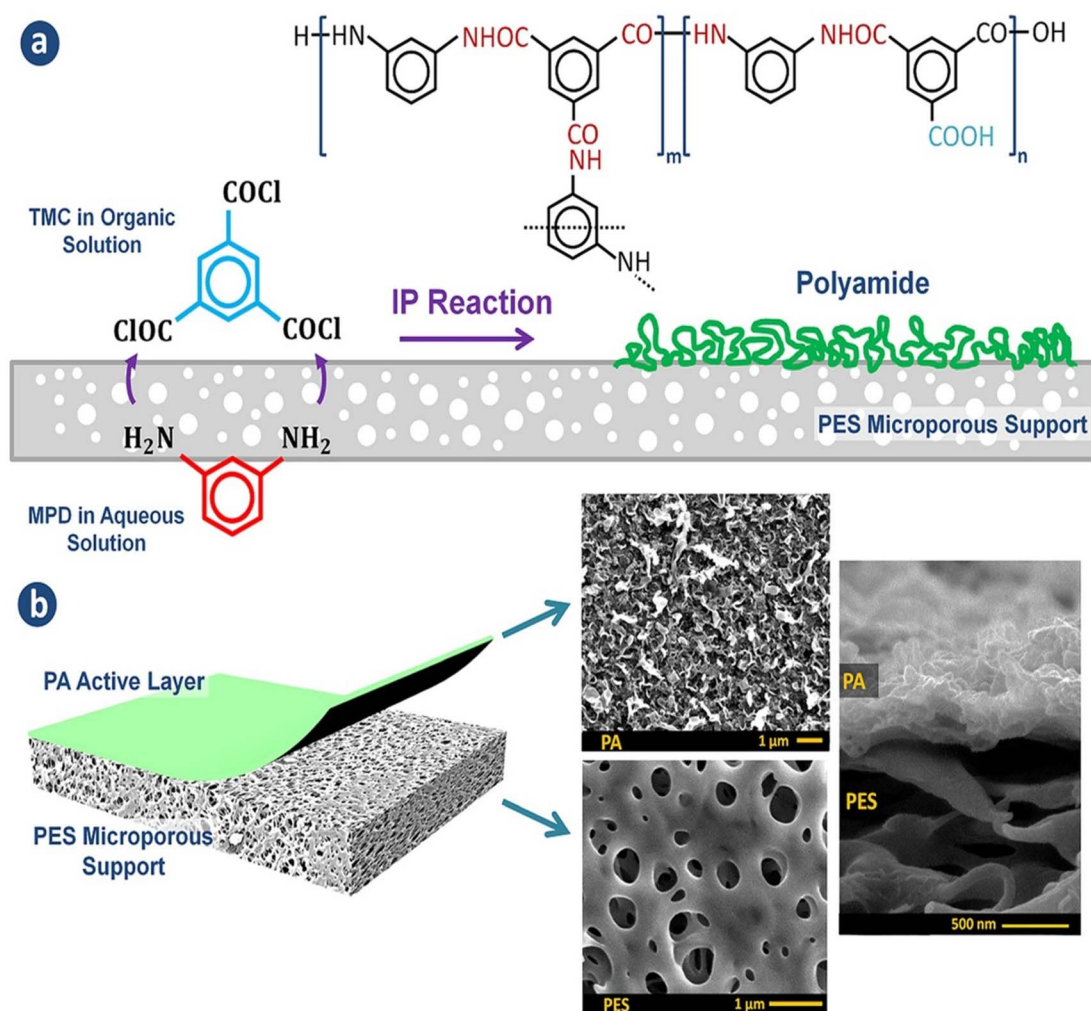 a
H
HN
NHOC
CO
HN
NHOC
CO
OH
CO
NH
COOH
m
n
NH
TMC in Organic
Solution
COCl
ClOC
COCl
IP Reaction
Polyamide
H₂N
NH₂
PES Microporous Support
MPD in Aqueous
Solution
b
PA Active Layer
PES Microporous
Support
PA
1 µm
PES
1 µm
PA
PES
500 nm